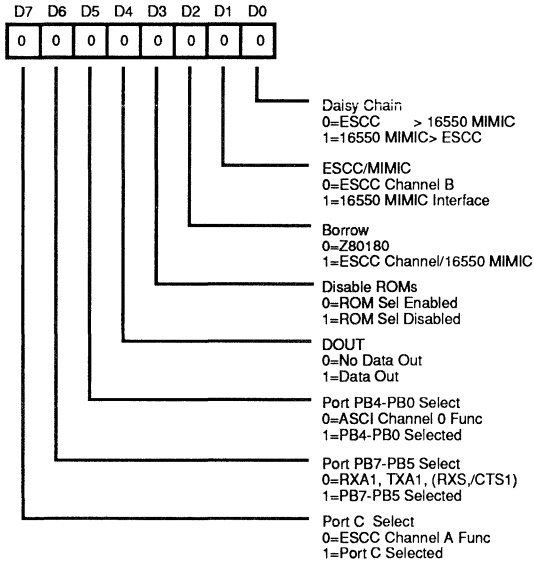 D7 D6 D5 D4 D3 D2 D1 D0
0 0 0 0 0 0 0 0
Daisy Chain
0=ESCC > 16550 MIMIC
1=16550 MIMIC> ESCC
ESCC/MIMIC
0=ESCC Channel B
1=16550 MIMIC Interface
Borrow
0=Z80180
1=ESCC Channel/16550 MIMIC
Disable ROMs
0=ROM Sel Enabled
1=ROM Sel Disabled
DOUT
0=No Data Out
1=Data Out
Port PB4-PB0 Select
0=ASCI Channel 0 Func
1=PB4-PB0 Selected
Port PB7-PB5 Select
0=RXA1, TXA1, (RXS,/CTS1)
1=PB7-PB5 Selected
Port C Select
0=ESCC Channel A Func
1=Port C Selected